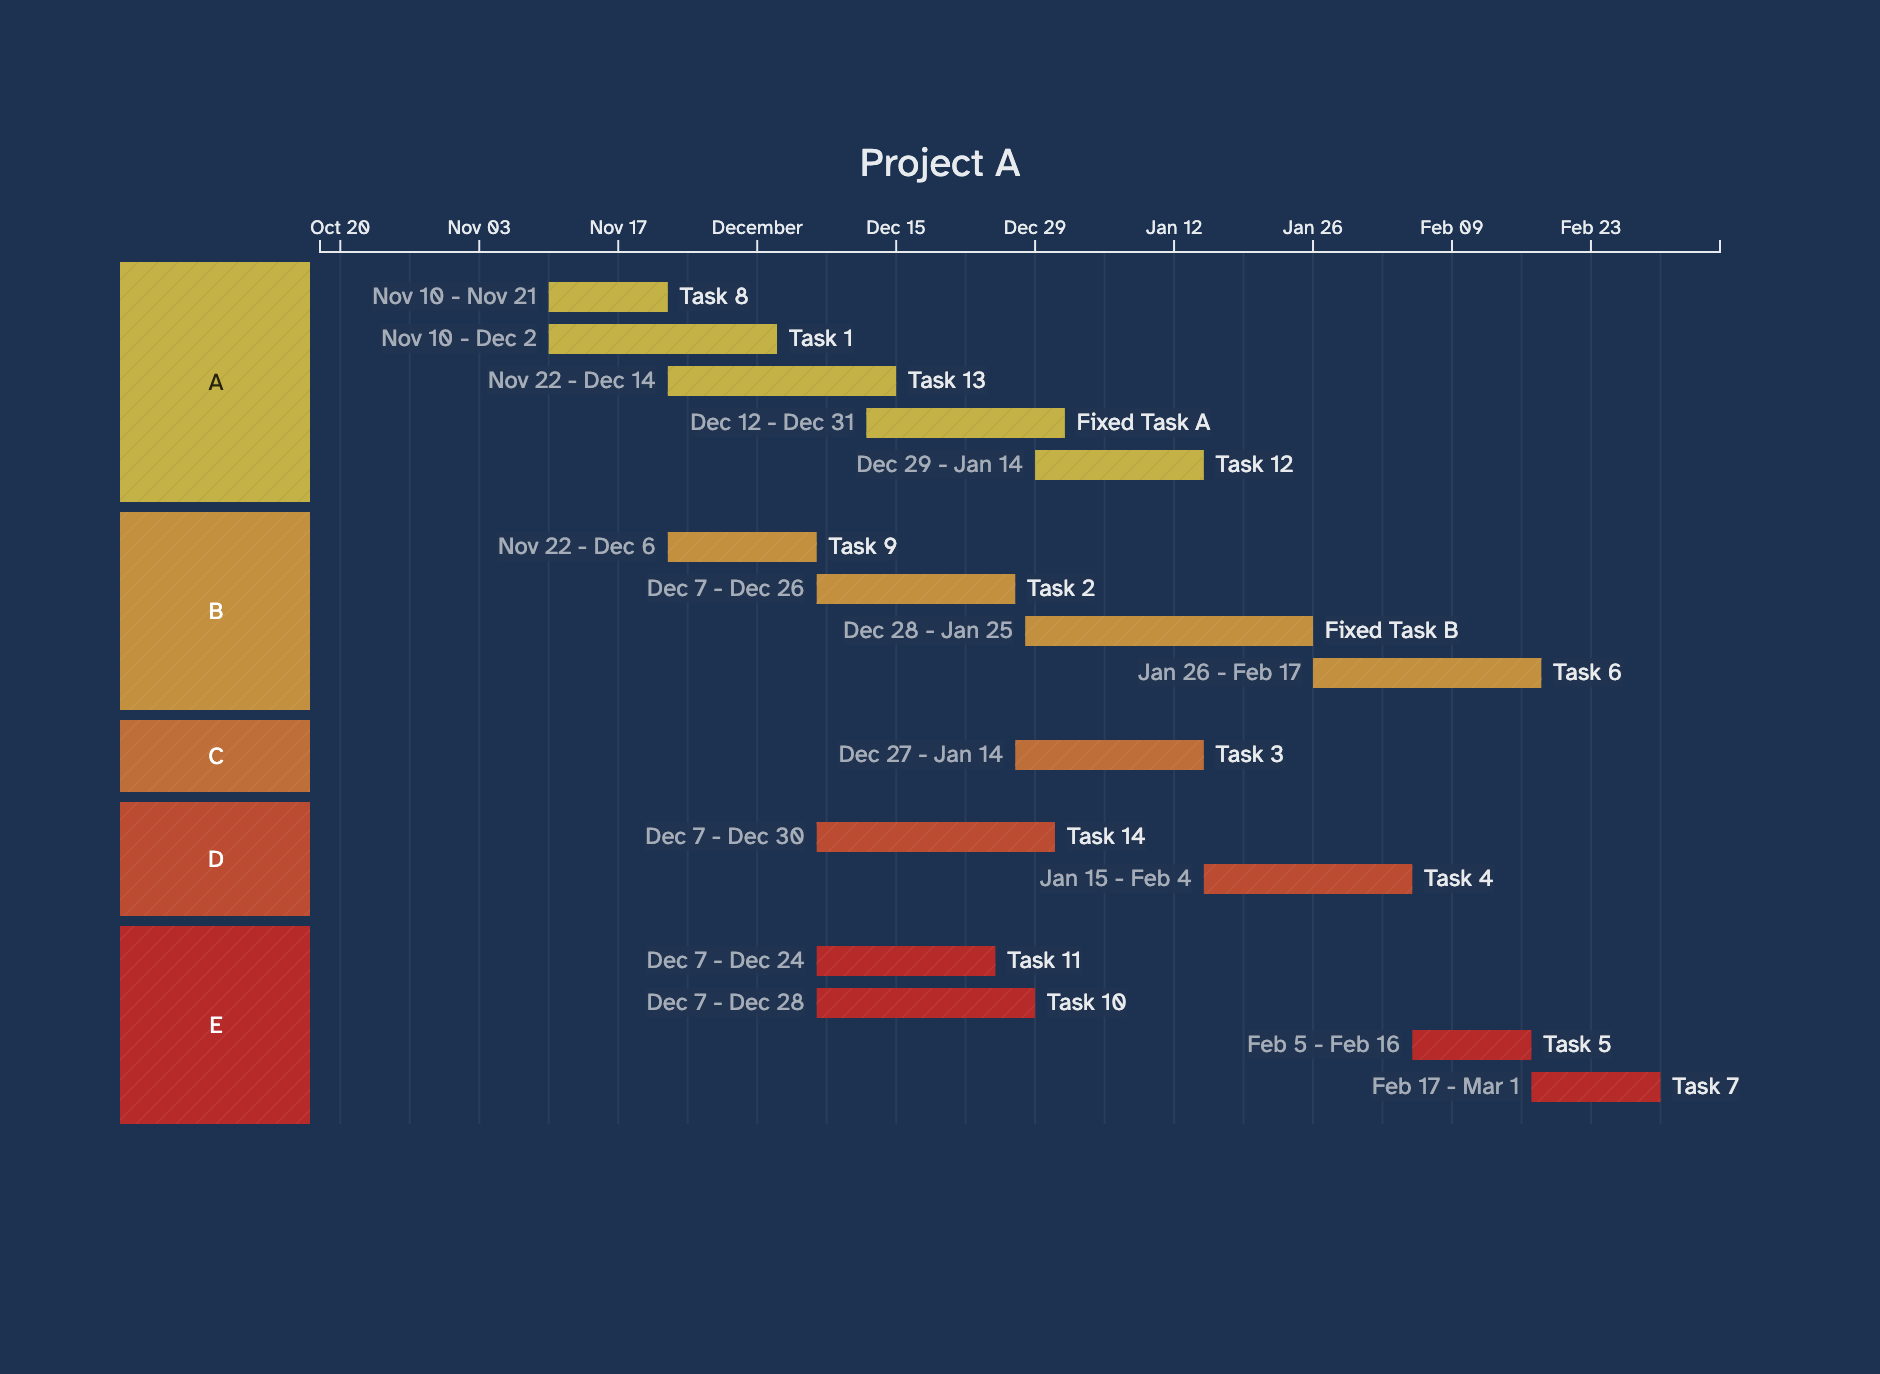 Project A
Oct 20 Nov 03 Nov 17 December Dec 15 Dec 29 Jan 12 Jan 26 Feb 09 Feb 23
A
Nov 10 - Nov 21 Task 8
Nov 10 - Dec 2 Task 1
Nov 22 - Dec 14 Task 13
Dec 12 - Dec 31 Fixed Task A
Dec 29 - Jan 14 Task 12
B
Nov 22 - Dec 6 Task 9
Dec 7 - Dec 26 Task 2
Dec 28 - Jan 25 Fixed Task B
Jan 26 - Feb 17 Task 6
C
Dec 27 - Jan 14 Task 3
D
Dec 7 - Dec 30 Task 14
Jan 15 - Feb 4 Task 4
E
Dec 7 - Dec 24 Task 11
Dec 7 - Dec 28 Task 10
Feb 5 - Feb 16 Task 5
Feb 17 - Mar 1 Task 7